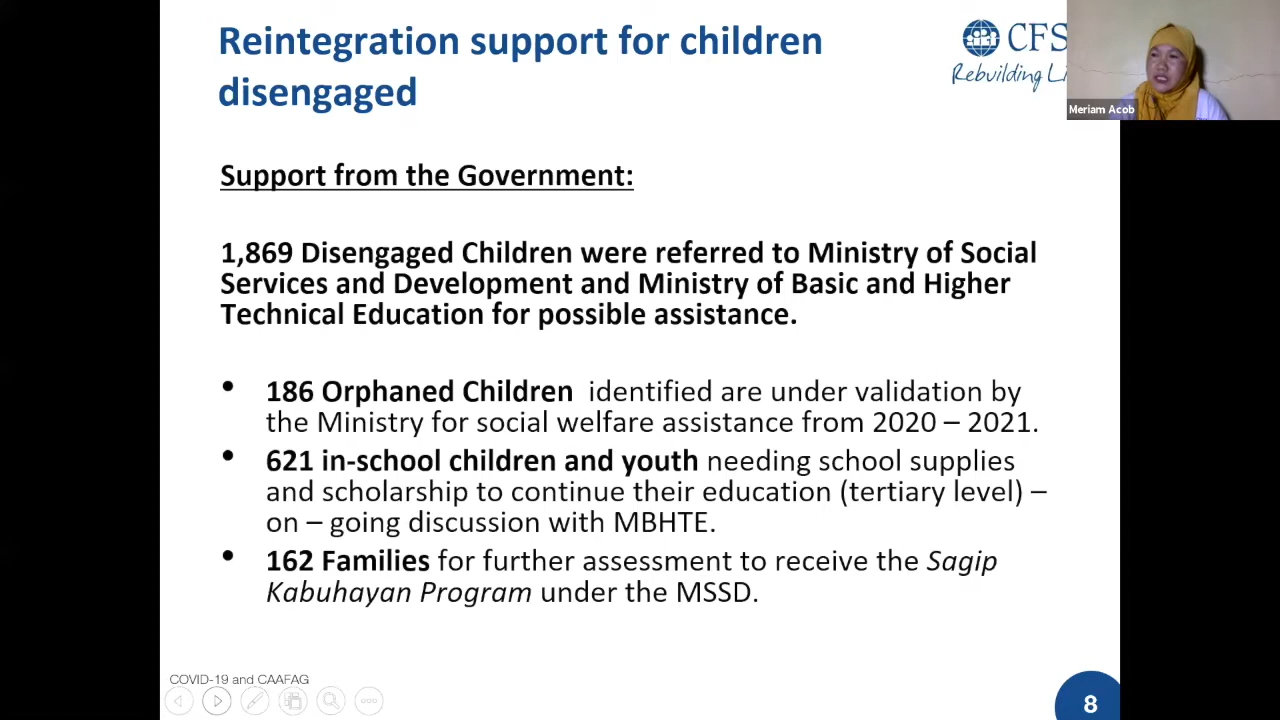 Reintegration support for children
disengaged
CFS
Rebuilding Li
Meriam Acob
Support from the Government:
1,869 Disengaged Children were referred to Ministry of Social
Services and Development and Ministry of Basic and Higher
Technical Education for possible assistance.
• 186 Orphaned Children identified are under validation by
the Ministry for social welfare assistance from 2020 – 2021.
• 621 in-school children and youth needing school supplies
and scholarship to continue their education (tertiary level) –
on – going discussion with MBHTE.
• 162 Families for further assessment to receive the Sagip
Kabuhayan Program under the MSSD.
COVID-19 and CAAFAG
8